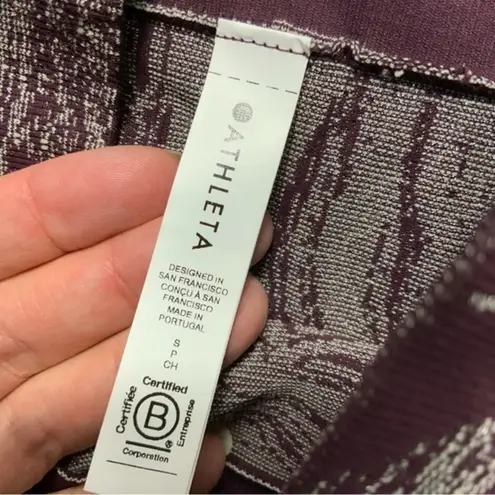 ATHLETA
DESIGNED IN
SAN FRANCISCO
CONÇU À SAN
FRANCISCO
MADE IN
PORTUGAL
S
P
CH
Certified
Certifiée
B
Entreprise
Corporation